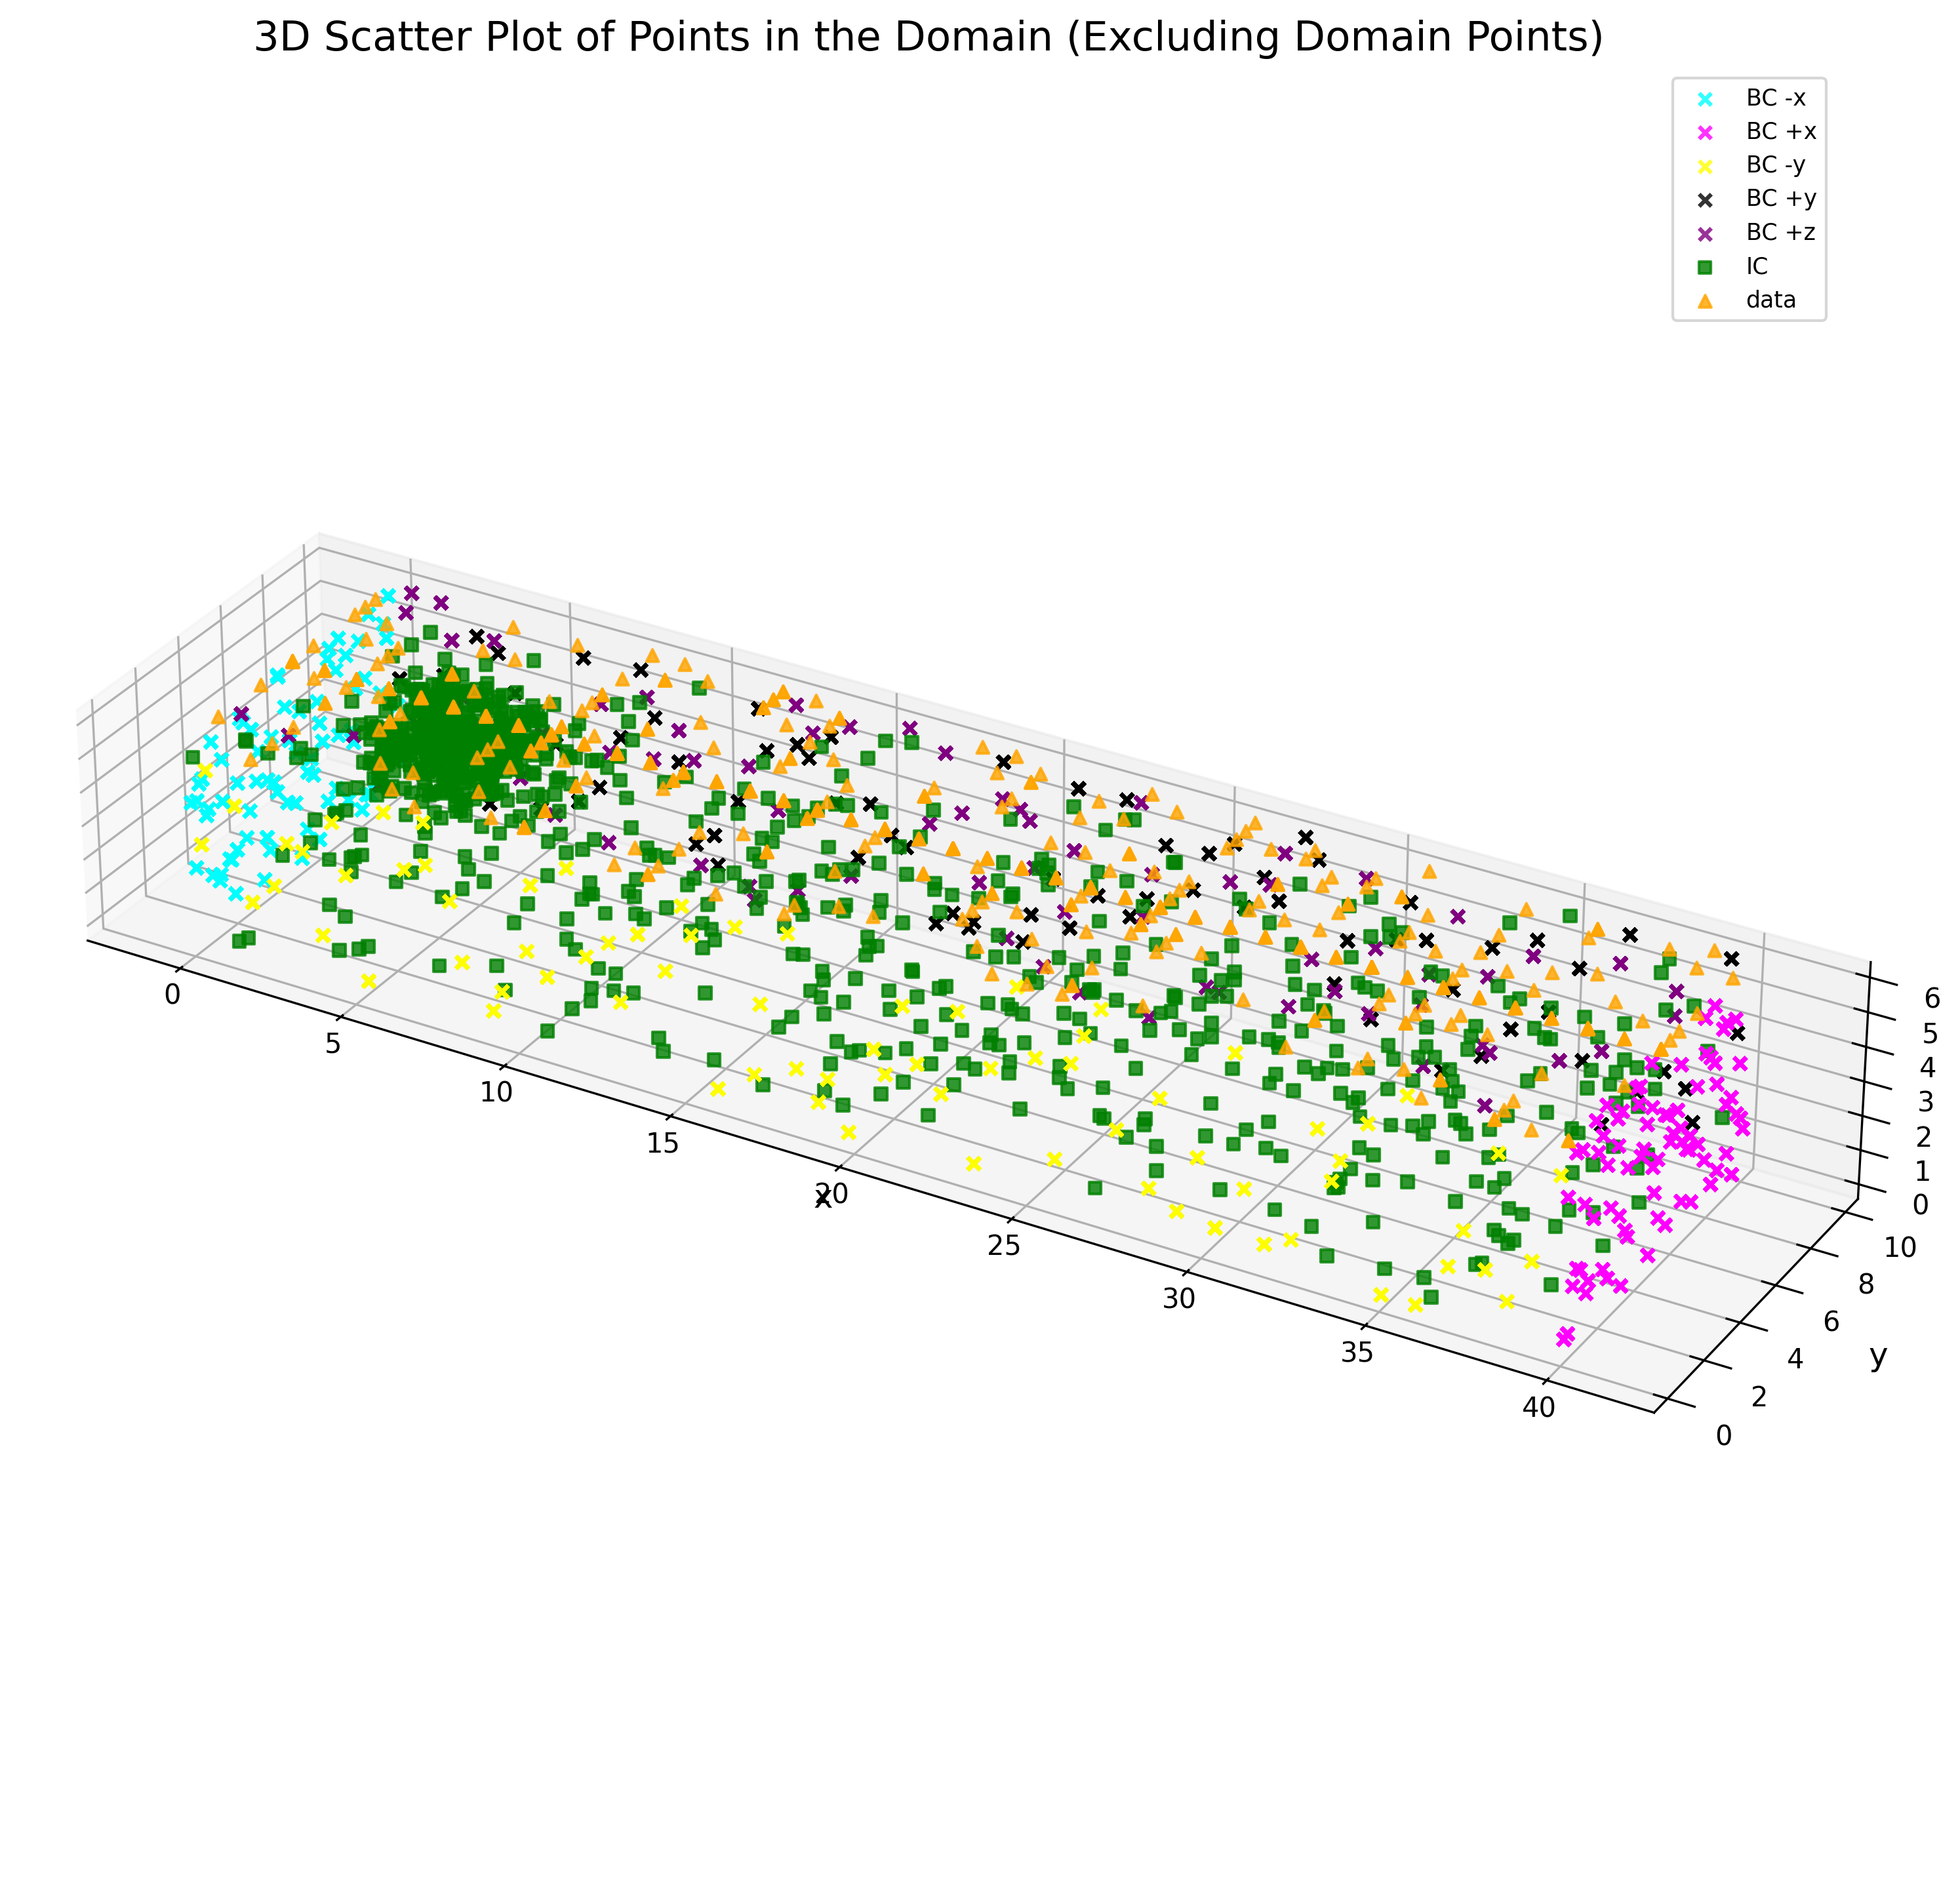 3D Scatter Plot of Points in the Domain (Excluding Domain Points)
BC -x
BC +x
BC -y
BC +y
BC +z
IC
data
0
5
10
15
20
25
30
35
40
x
0
2
4
6
8
10
y
0
1
2
3
4
5
6